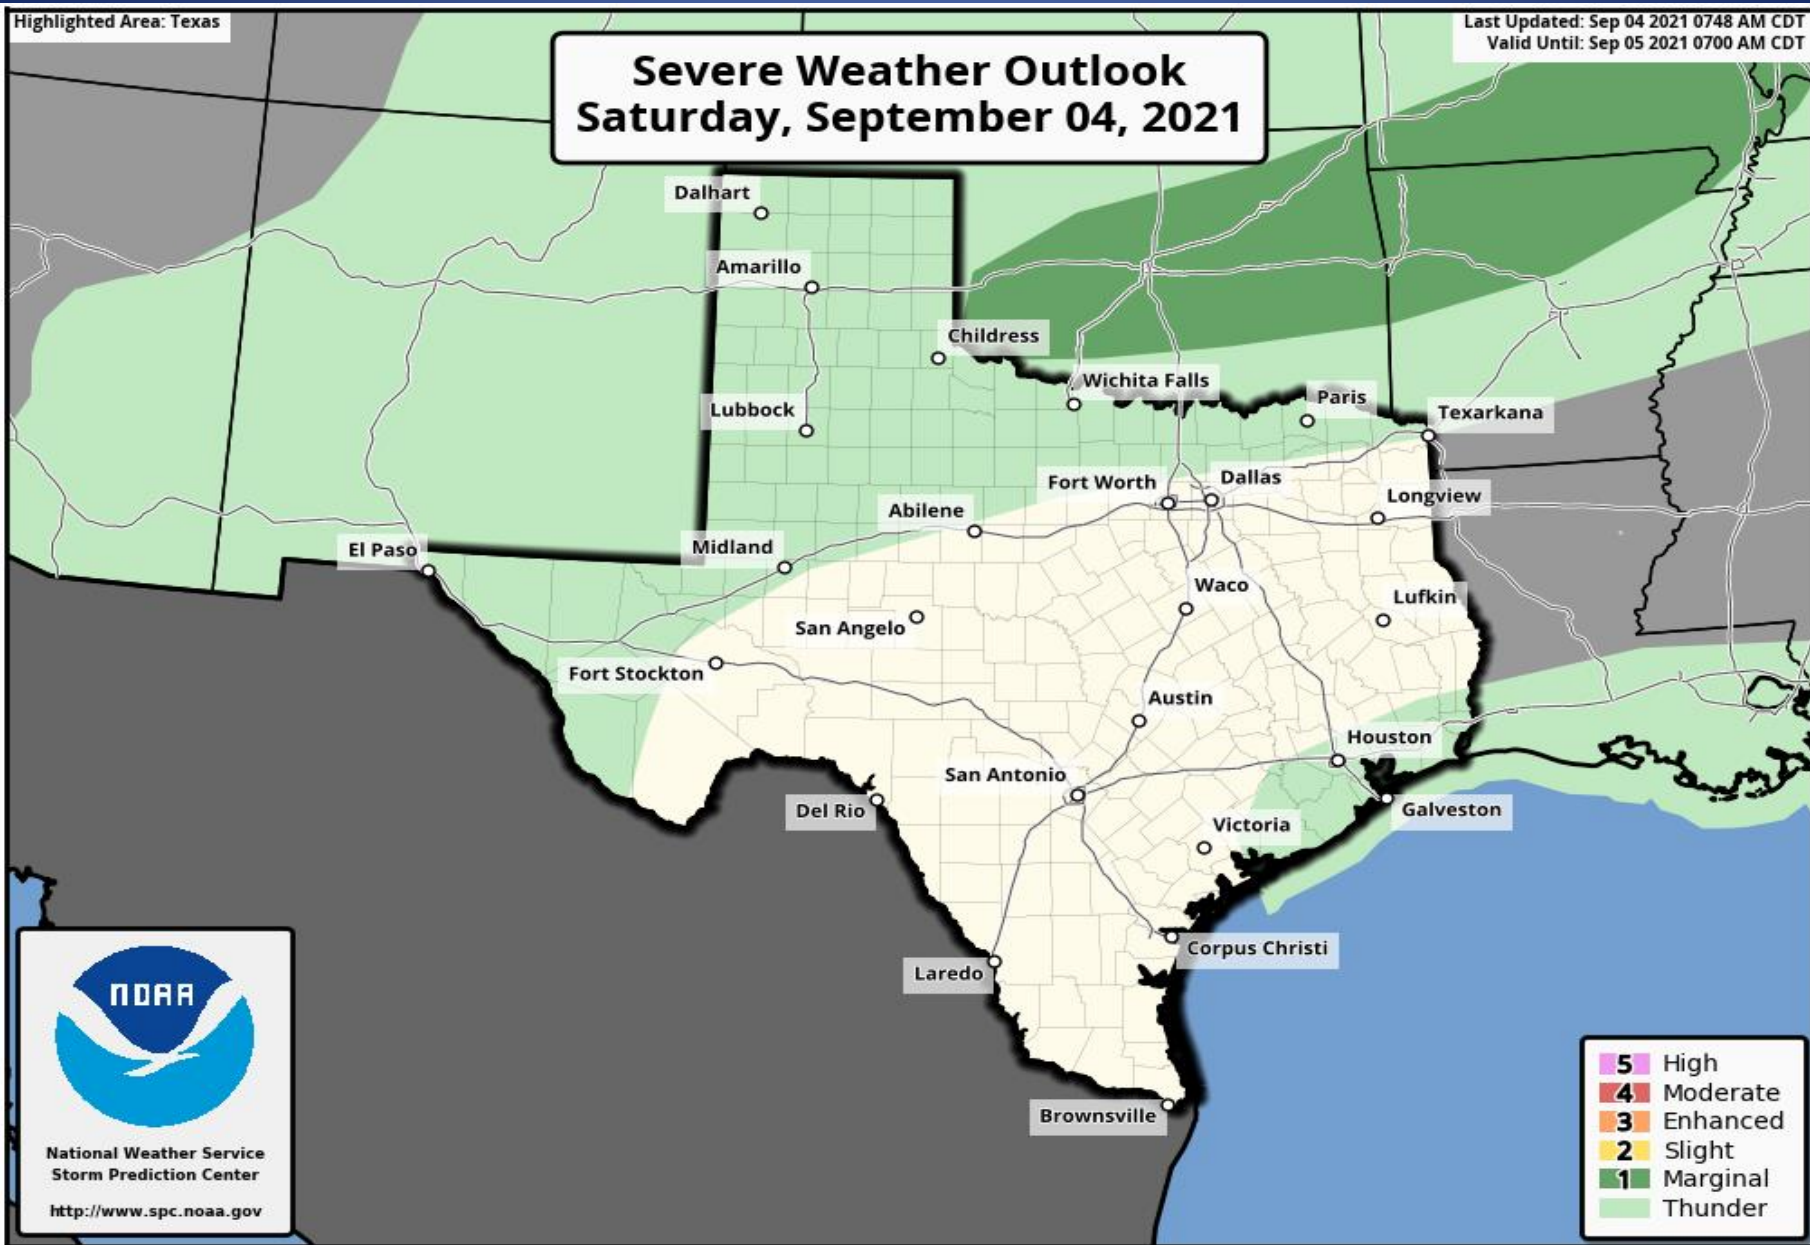 Highlighted Area: Texas
Last Updated: Sep 04 2021 0748 AM CDT
Valid Until: Sep 05 2021 0700 AM CDT
Severe Weather Outlook
Saturday, September 04, 2021
Dalhart
Amarillo
Childress
Wichita Falls
Paris
Texarkana
Lubbock
Fort Worth
Dallas
Longview
Abilene
El Paso
Midland
Waco
Lufkin
San Angelo
Fort Stockton
Austin
Houston
San Antonio
Del Rio
Galveston
Victoria
Corpus Christi
Laredo
Brownsville
NOAA
National Weather Service
Storm Prediction Center
http://www.spc.noaa.gov
5 High
4 Moderate
3 Enhanced
2 Slight
1 Marginal
Thunder